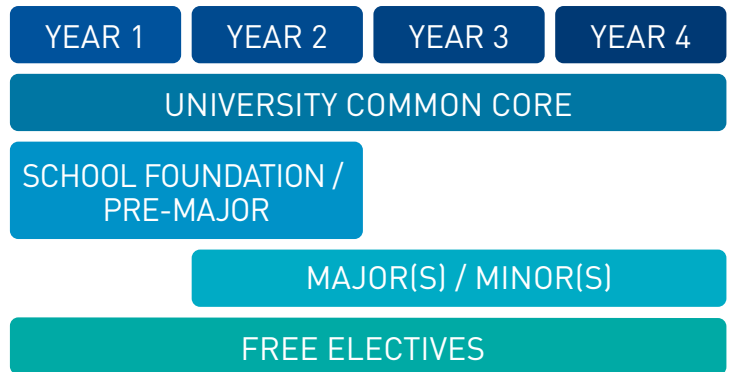 YEAR 1
YEAR 2
YEAR 3
YEAR 4
UNIVERSITY COMMON CORE
SCHOOL FOUNDATION /
PRE-MAJOR
MAJOR(S) / MINOR(S)
FREE ELECTIVES